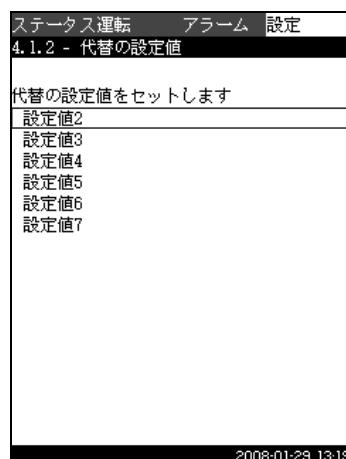 ステータス運転 アラーム 設定
4.1.2 - 代替の設定値
代替の設定値をセットします
設定値2
設定値3
設定値4
設定値5
設定値6
設定値7
2008-01-29 13:19